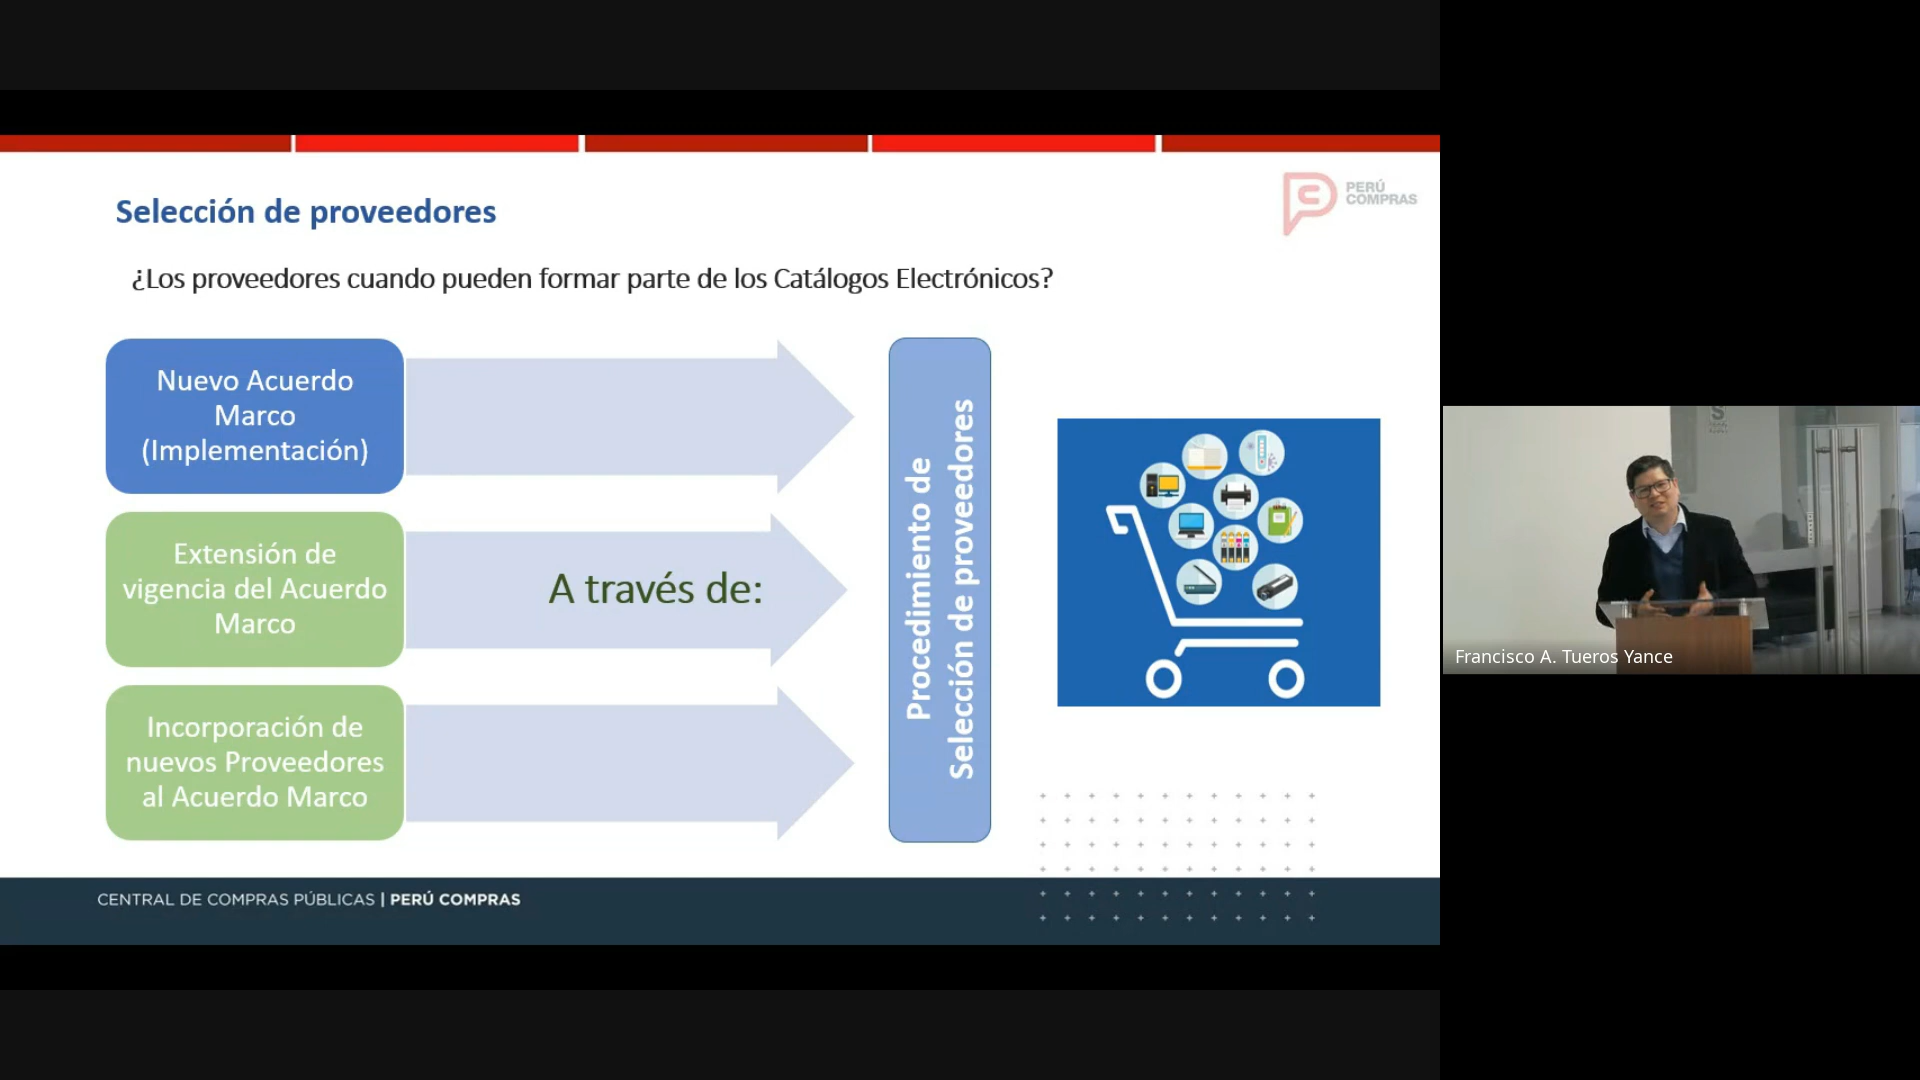 PERÚ
COMPRAS
Selección de proveedores
¿Los proveedores cuando pueden formar parte de los Catálogos Electrónicos?
Nuevo Acuerdo
Marco
(Implementación)
Extensión de
vigencia del Acuerdo
Marco
Incorporación de
nuevos Proveedores
al Acuerdo Marco
A través de:
Procedimiento de
Selección de proveedores
CENTRAL DE COMPRAS PÚBLICAS | PERÚ COMPRAS
Francisco A. Tueros Yance